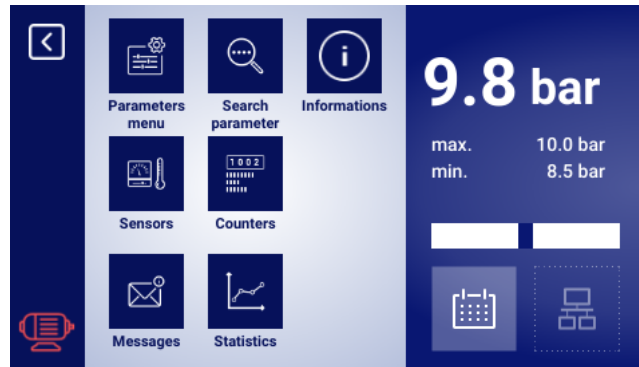 Parameters
menu
Search
parameter
Informations
1002
Sensors
Counters
Messages
Statistics
9.8 bar
max. 10.0 bar
min. 8.5 bar